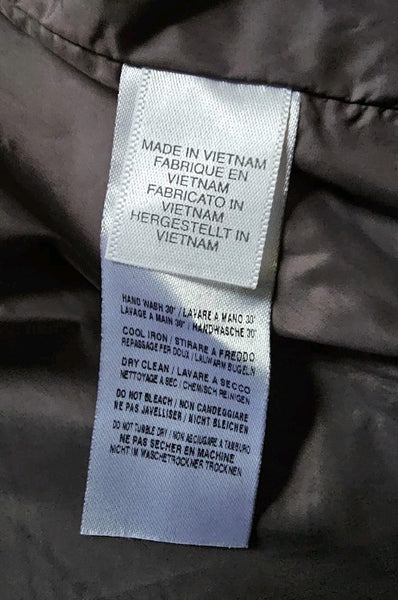 MADE IN VIETNAM
FABRIQUE EN
VIETNAM
FABRICATO IN
VIETNAM
HERGESTELLT IN
VIETNAM
HAND WASH 30° / LAVARE A MANO 30°
LAVAGE A MAIN 30° / HANDWASCHE 30°
COOL IRON / STIRARE A FREDDO
REPASSAGE FER DOUX / LAUWARM BUGELN
DRY CLEAN / LAVARE A SECCO
NETTOYAGE A SEC / CHEMISCH REINIGEN
DO NOT BLEACH / NON CANDEGGIARE
NE PAS JAVELLISER / NICHT BLEICHEN
DO NOT TUMBLE DRY / NON ASCIUGARE A TAMBURO
NE PAS SECHER EN MACHINE
NICHT IM WASCHETROCKNER TROCKNEN